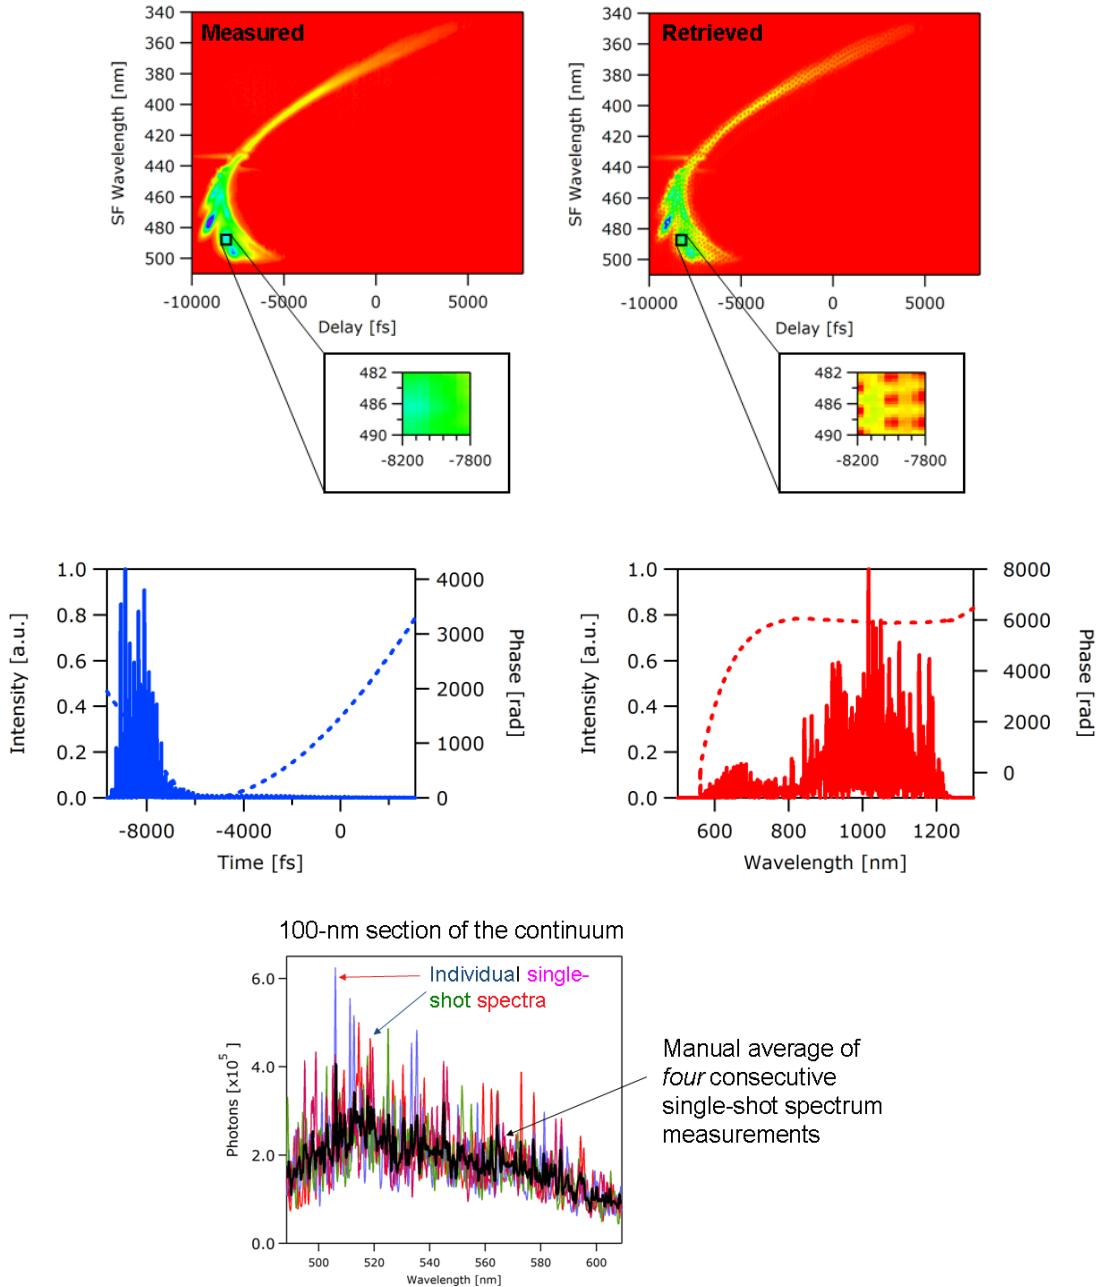 Measured
340
360
380
400
420
440
460
480
500
SF Wavelength [nm]
-10000 -5000 0 5000
Delay [fs]
482
486
490
-8200 -7800
Retrieved
340
360
380
400
420
440
460
480
500
SF Wavelength [nm]
-10000 -5000 0 5000
Delay [fs]
482
486
490
-8200 -7800
1.0
0.8
0.6
0.4
0.2
0.0
Intensity [a.u.]
4000
3000
2000
1000
0
Phase [rad]
-8000 -4000 0
Time [fs]
1.0
0.8
0.6
0.4
0.2
0.0
Intensity [a.u.]
8000
6000
4000
2000
0
Phase [rad]
600 800 1000 1200
Wavelength [nm]
100-nm section of the continuum
6.0
4.0
2.0
0.0
Photons [x10⁵ ]
Individual single-
shot spectra
500 520 540 560 580 600
Wavelength [nm]
Manual average of
four consecutive
single-shot spectrum
measurements